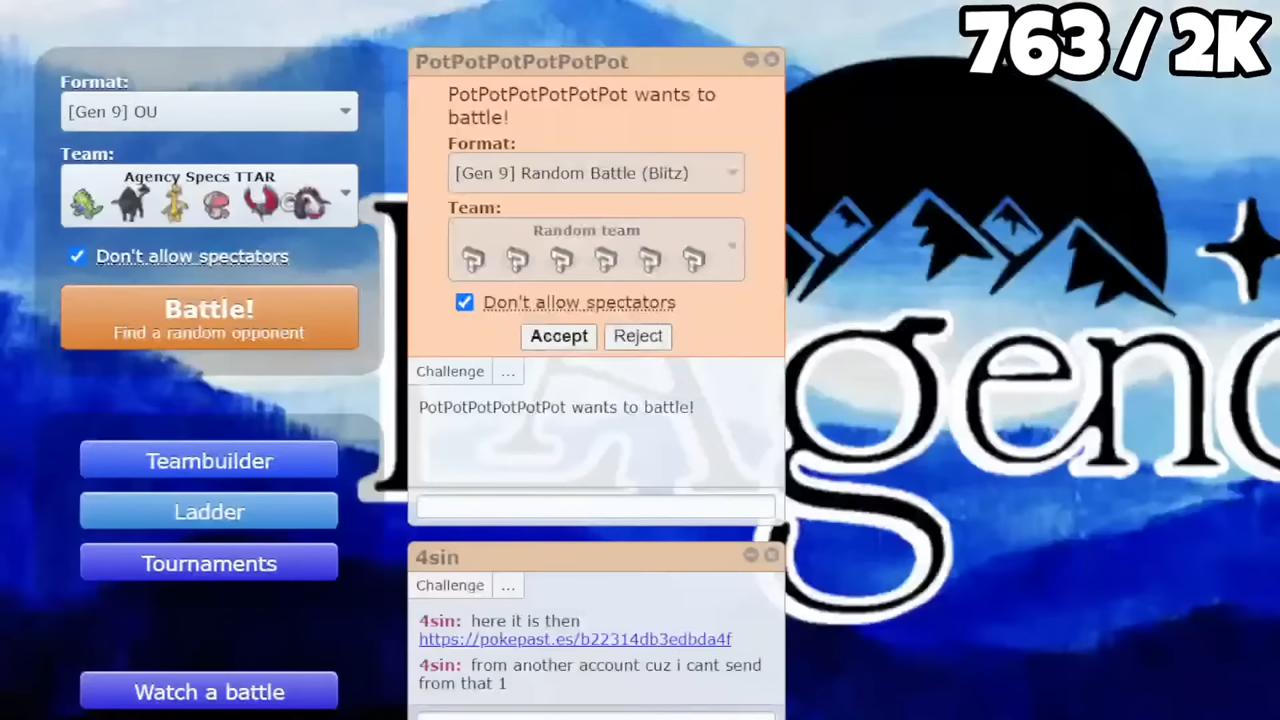 763 / 2K
Format:
[Gen 9] OU
Team:
Agency Specs TTAR
Don't allow spectators
Battle!
Find a random opponent
Teambuilder
Ladder
Tournaments
Watch a battle
PotPotPotPotPotPot
PotPotPotPotPotPot wants to
battle!
Format:
[Gen 9] Random Battle (Blitz)
Team:
Random team
Don't allow spectators
Accept Reject
Challenge ...
PotPotPotPotPotPot wants to battle!
4sin
Challenge ...
4sin: here it is then
https://pokepast.es/b22314db3edbda4f
4sin: from another account cuz i cant send
from that 1